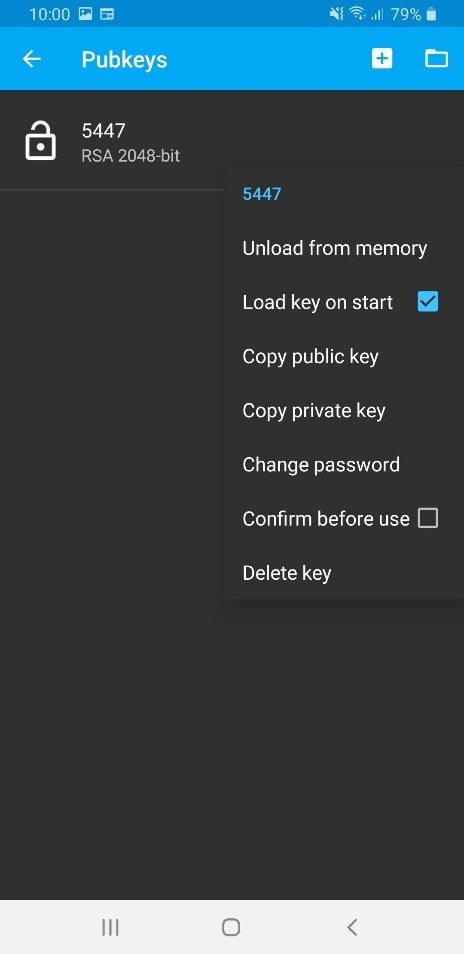 10:00 79%
Pubkeys
5447
RSA 2048-bit
5447
Unload from memory
Load key on start
Copy public key
Copy private key
Change password
Confirm before use
Delete key